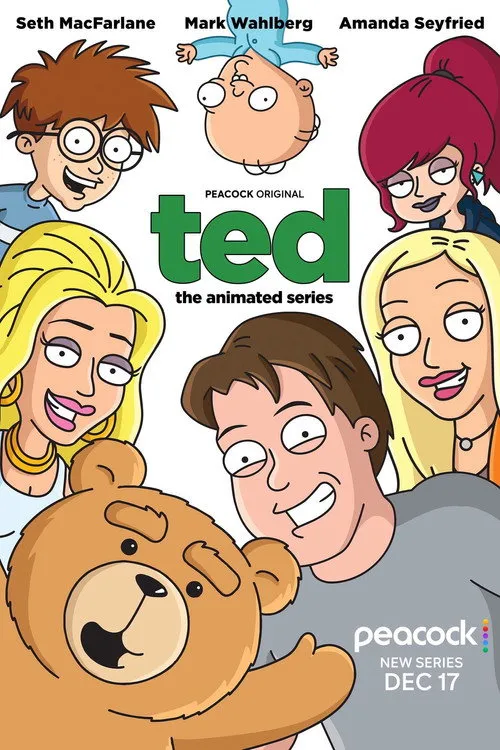 Seth MacFarlane Mark Wahlberg Amanda Seyfried
PEACOCK ORIGINAL
ted
the animated series
peacock
NEW SERIES
DEC 17